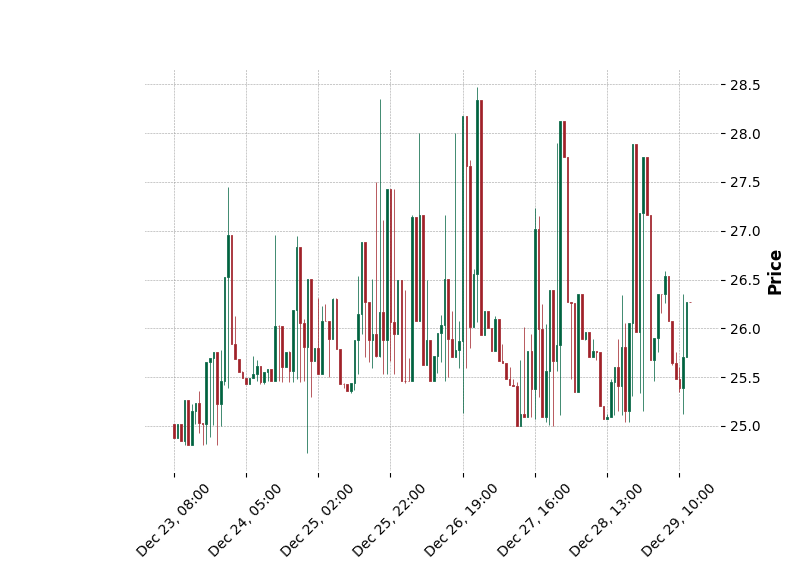 28.5
28.0
27.5
27.0
26.5
26.0
25.5
25.0
Price
Dec 23, 08:00
Dec 24, 05:00
Dec 25, 02:00
Dec 25, 22:00
Dec 26, 19:00
Dec 27, 16:00
Dec 28, 13:00
Dec 29, 10:00